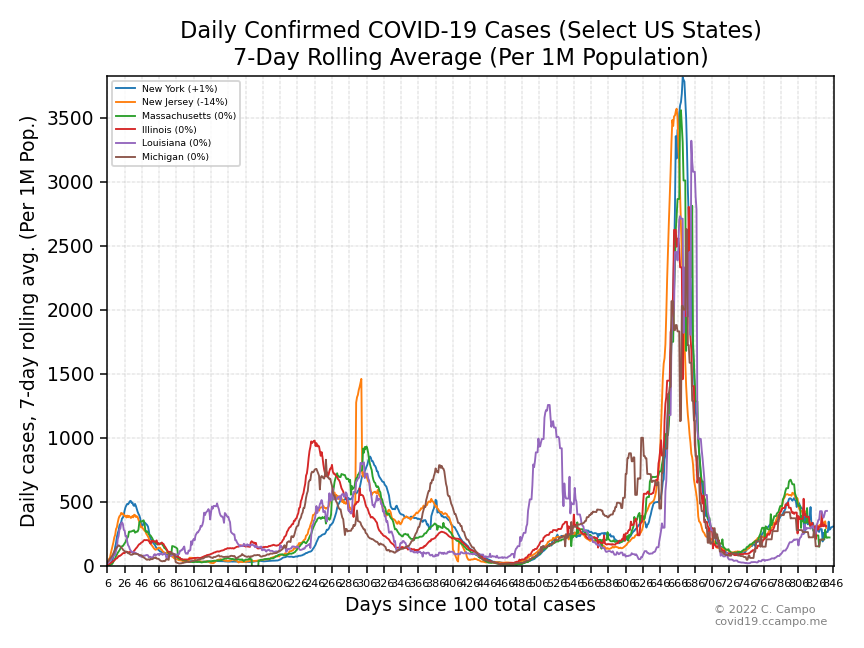 Daily Confirmed COVID-19 Cases (Select US States)
7-Day Rolling Average (Per 1M Population)
New York (+1%)
New Jersey (-14%)
Massachusetts (0%)
Illinois (0%)
Louisiana (0%)
Michigan (0%)
Daily cases, 7-day rolling avg. (Per 1M Pop.)
3500
3000
2500
2000
1500
1000
500
0
6 26 46 66 86 106 126 146 166 186 206 226 246 266 286 306 326 346 366 386 406 426 446 466 486 506 526 546 566 586 606 626 646 666 686 706 726 746 766 786 806 826 846
Days since 100 total cases
© 2022 C. Campo
covid19.ccampo.me